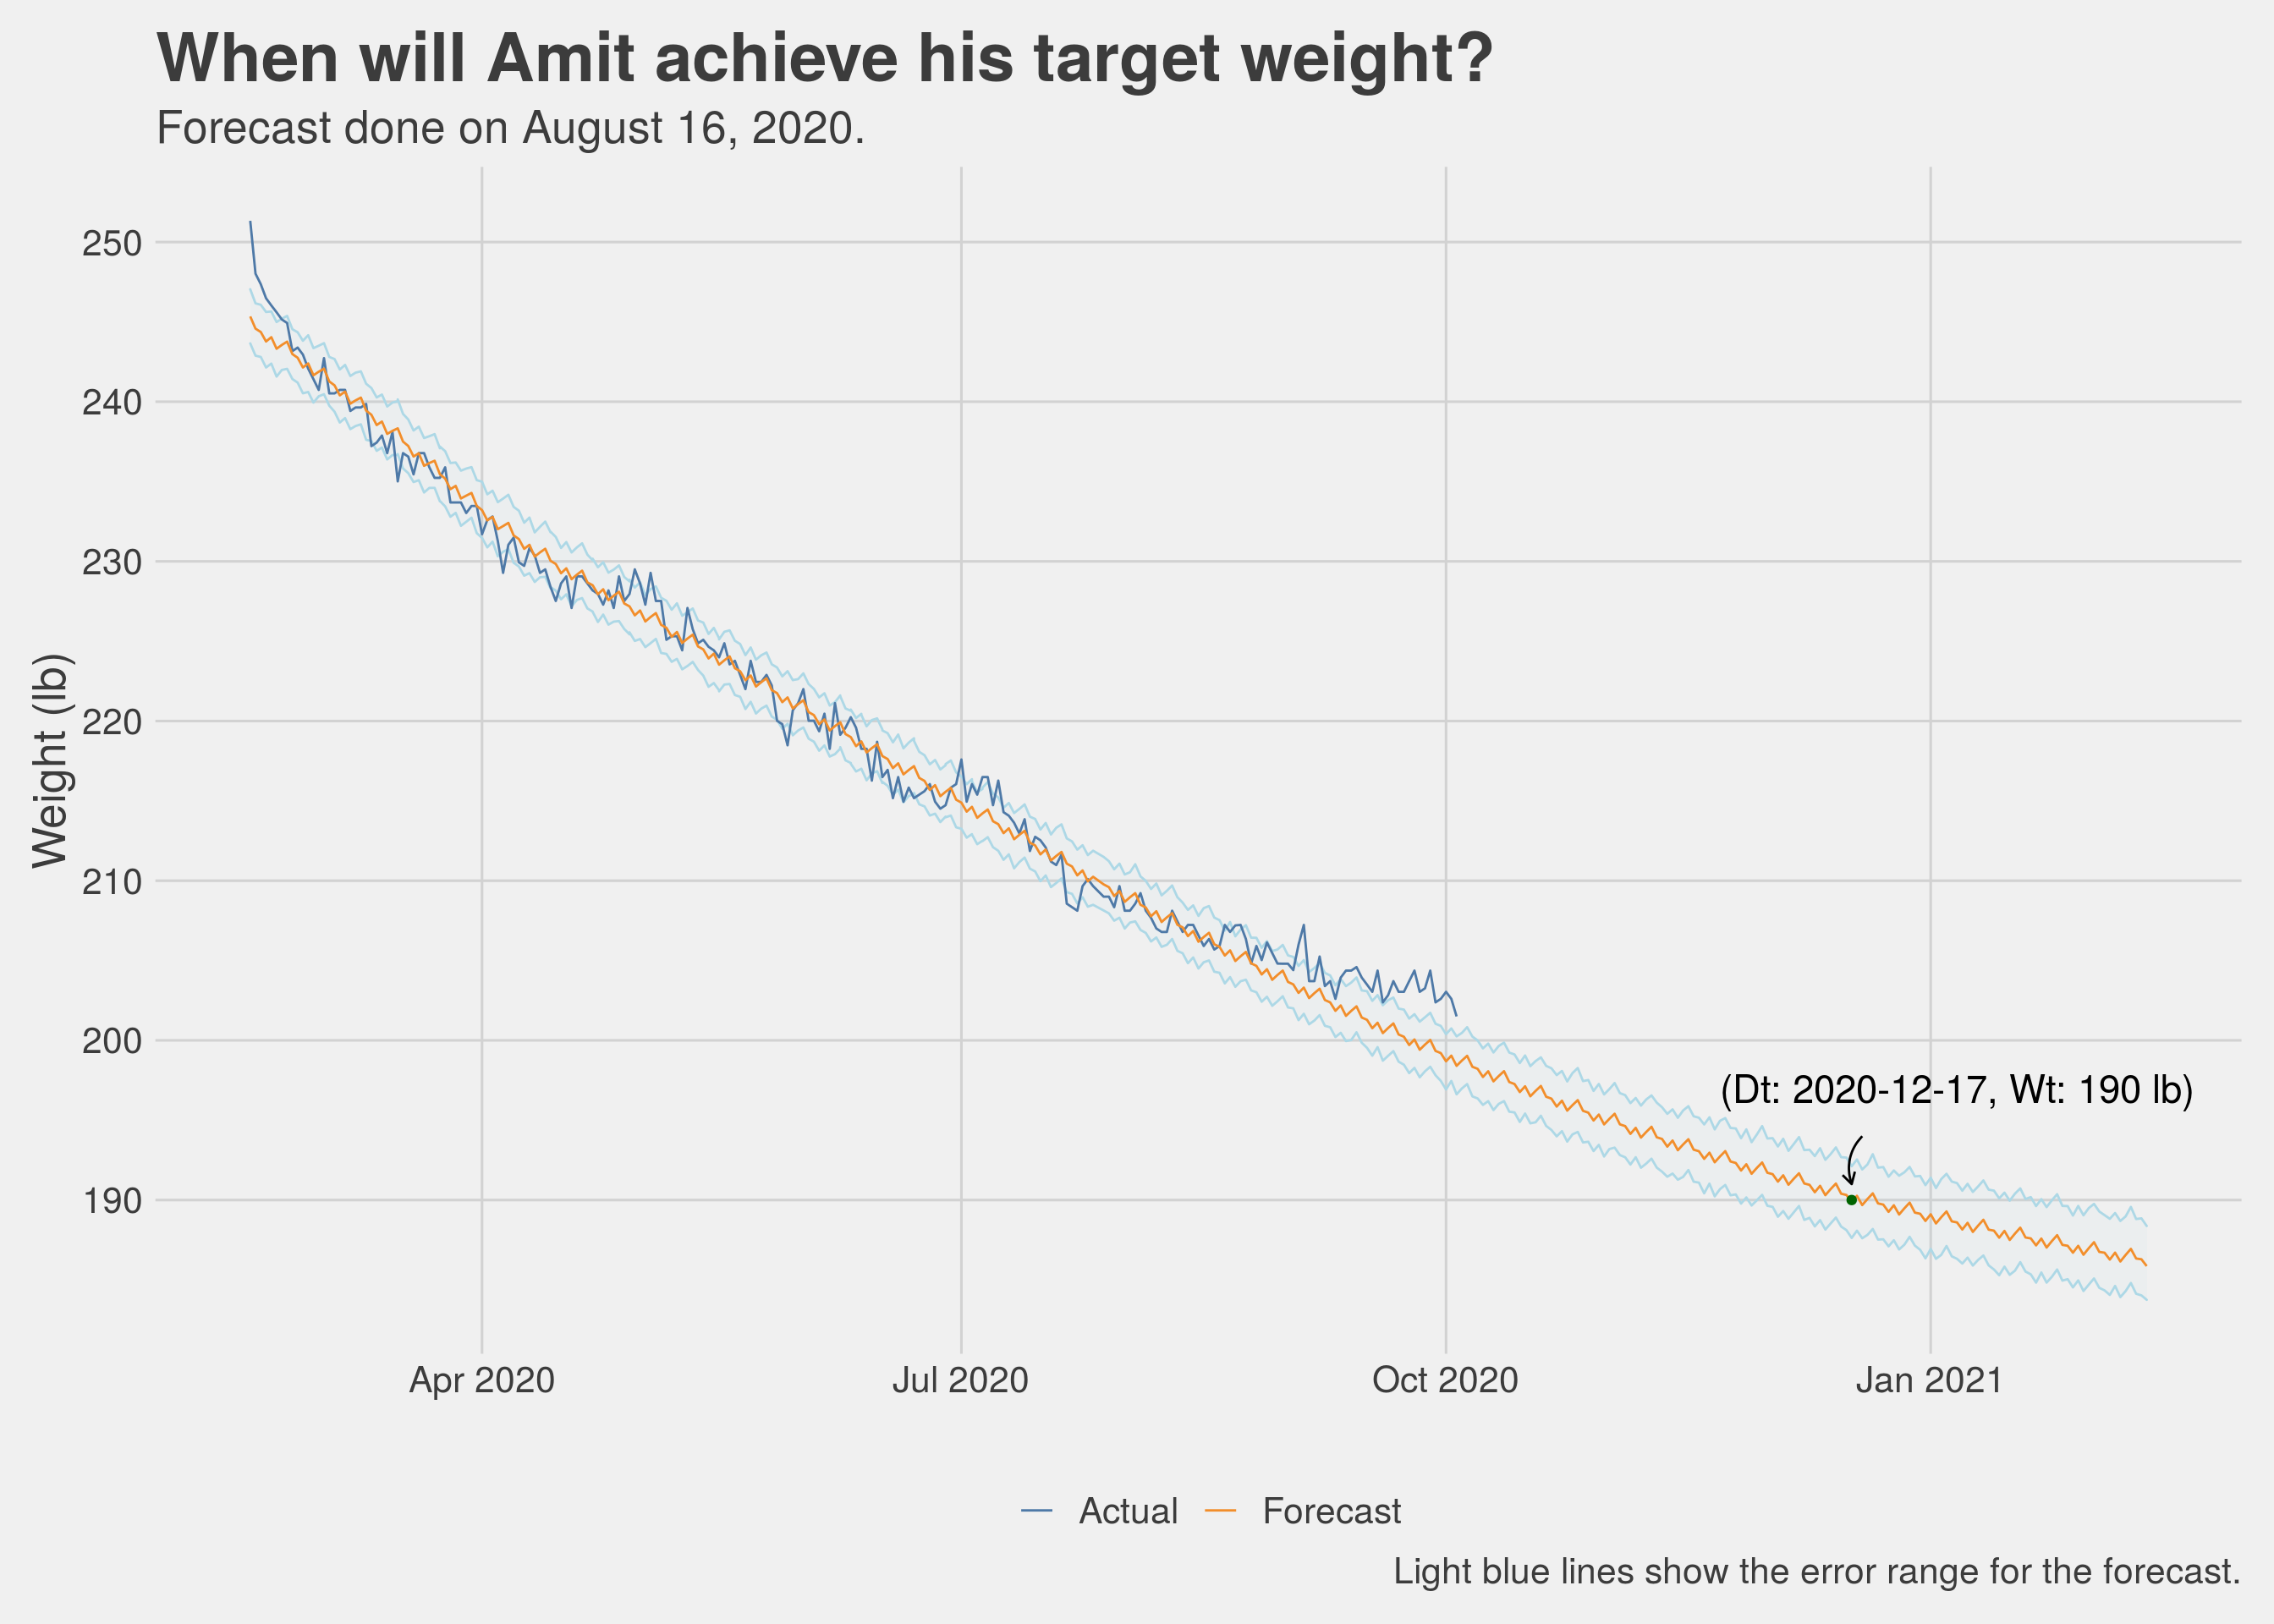 When will Amit achieve his target weight?
Forecast done on August 16, 2020.
Weight (lb)
250
240
230
220
210
200
190
(Dt: 2020-12-17, Wt: 190 lb)
Apr 2020
Jul 2020
Oct 2020
Jan 2021
Actual
Forecast
Light blue lines show the error range for the forecast.